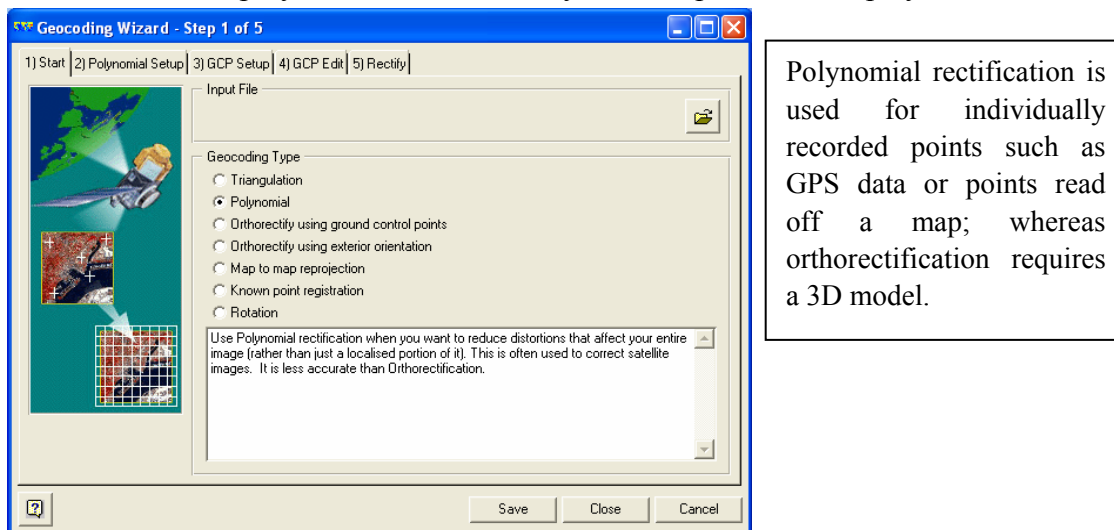 Geocoding Wizard - Step 1 of 5
1) Start 2) Polynomial Setup 3) GCP Setup 4) GCP Edit 5) Rectify
Input File
Geocoding Type
Triangulation
Polynomial
Orthorectify using ground control points
Orthorectify using exterior orientation
Map to map reprojection
Known point registration
Rotation
Use Polynomial rectification when you want to reduce distortions that affect your entire
image (rather than just a localised portion of it). This is often used to correct satellite
images. It is less accurate than Orthorectification.
Save Close Cancel
Polynomial rectification is
used for individually
recorded points such as
GPS data or points read
off a map; whereas
orthorectification requires
a 3D model.